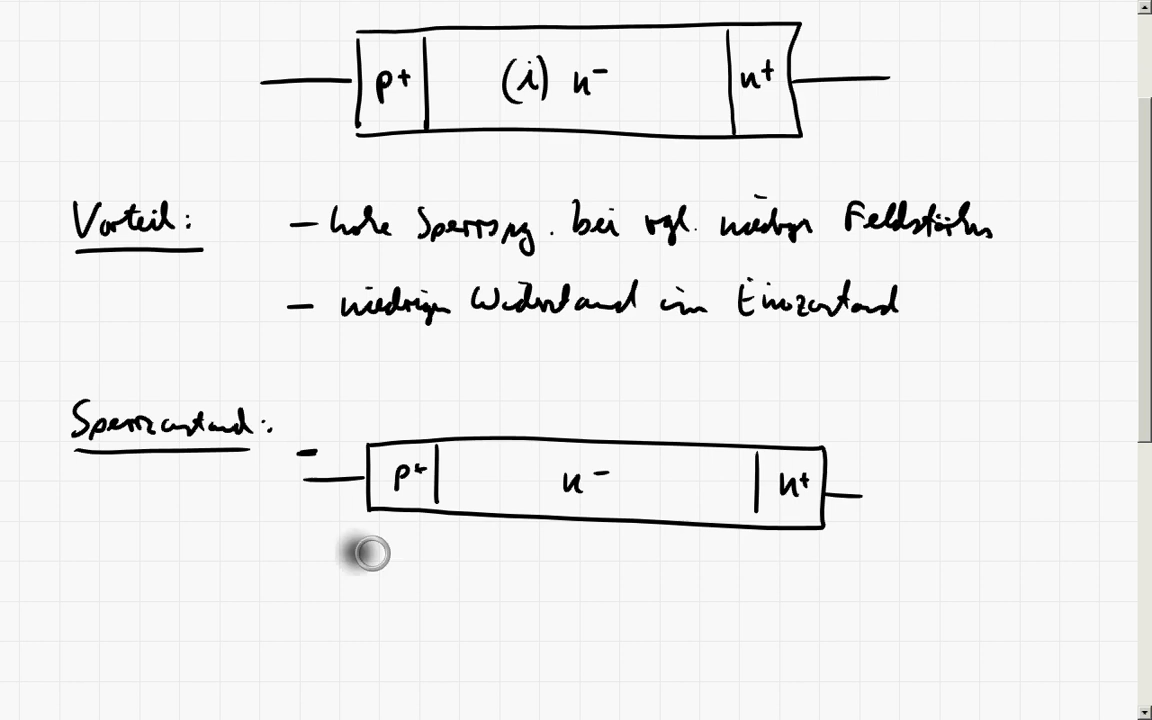 p+ (i) n⁻ n+
Vorteil: – hohe Sperrspg. bei vgl. niedriger Feldstärke
– niedriger Widerstand im Einzustand
Sperrzustand:
– p+ n⁻ n+